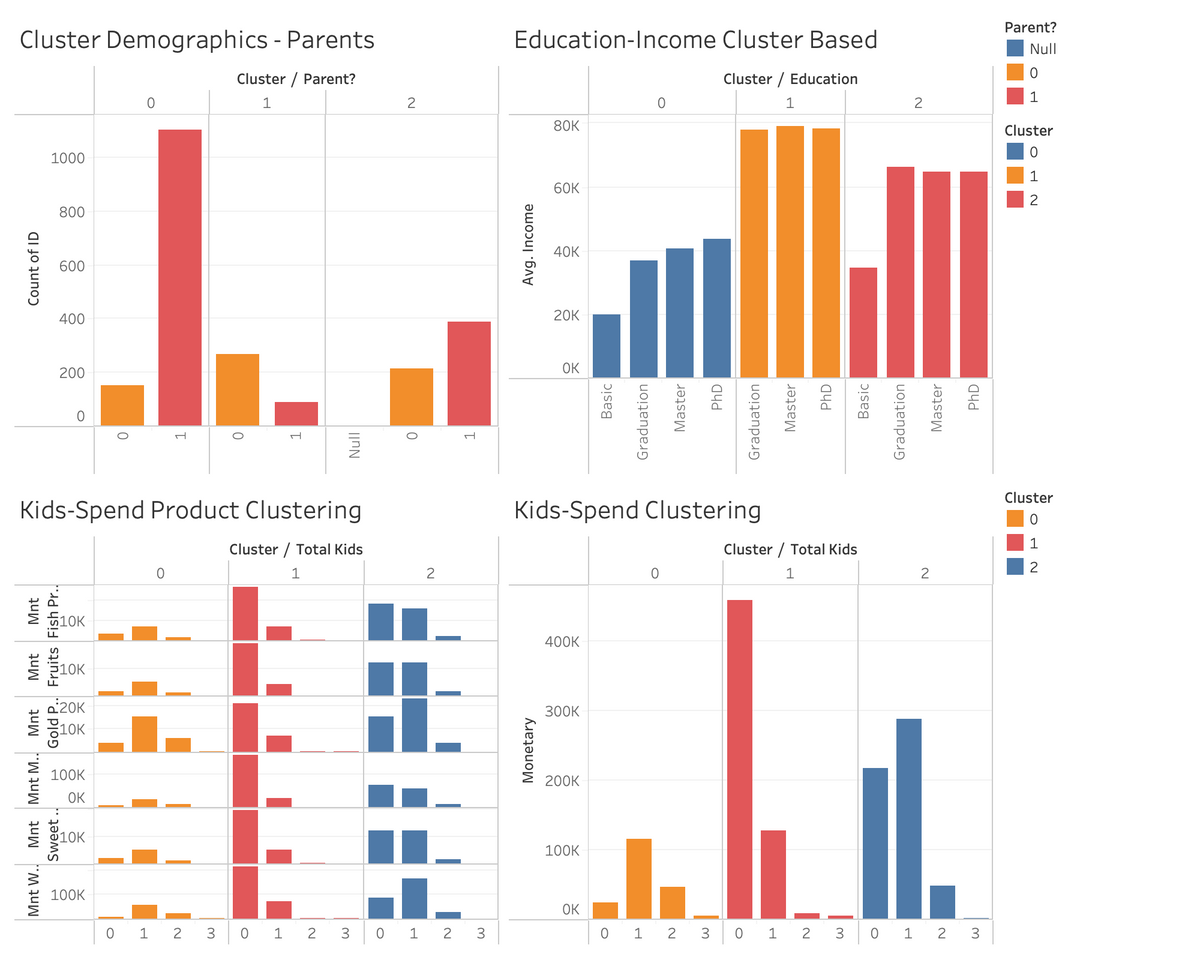 Cluster Demographics - Parents
Cluster / Parent?
0 1 2
Count of ID
1000
800
600
400
200
0
0 1 0 1 Null 0 1
Education-Income Cluster Based
Cluster / Education
0 1 2
Avg. Income
80K
60K
40K
20K
0K
Basic Graduation Master PhD Graduation Master PhD Basic Graduation Master PhD
Parent?
Null
0
1
Cluster
0
1
2
Kids-Spend Product Clustering
Cluster / Total Kids
0 1 2
Mnt
Fish Pr..
10K
Mnt
Fruits
10K
Mnt
Gold P..
20K
10K
Mnt M..
100K
0K
Mnt
Sweet ..
10K
Mnt W..
100K
0 1 2 3 0 1 2 3 0 1 2 3
Kids-Spend Clustering
Cluster / Total Kids
0 1 2
Monetary
400K
300K
200K
100K
0K
0 1 2 3 0 1 2 3 0 1 2 3
Cluster
0
1
2